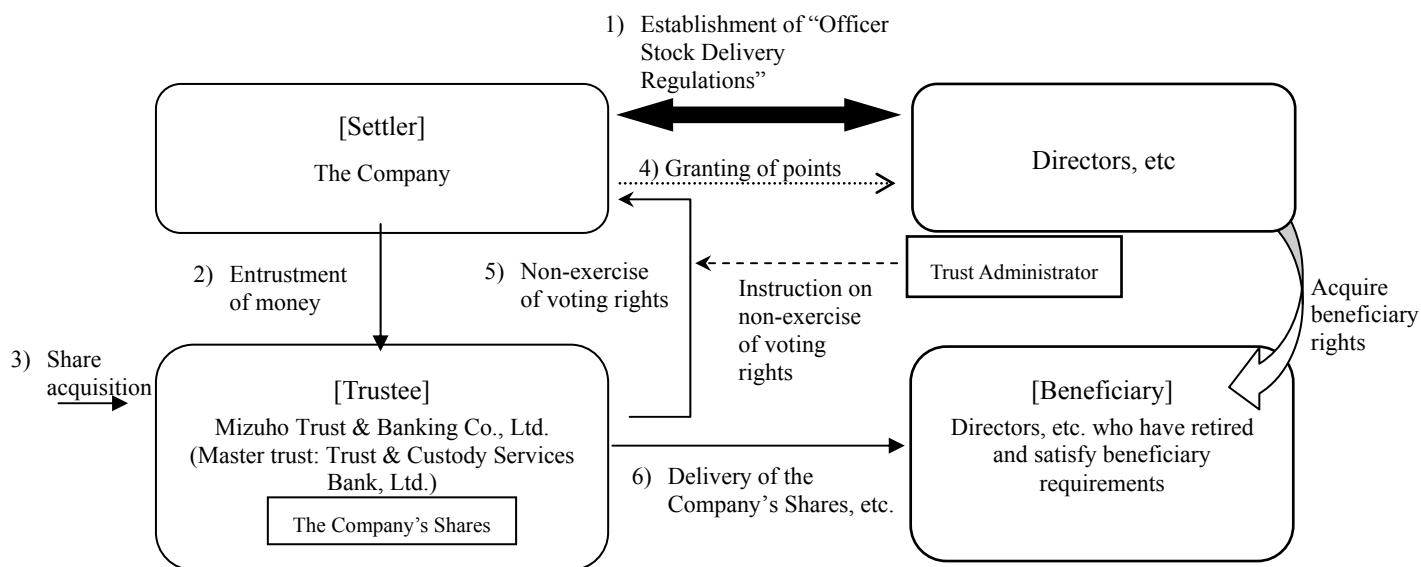 1) Establishment of “Officer
Stock Delivery
Regulations”
[Settler]
The Company
Directors, etc
4) Granting of points
2) Entrustment
of money
5) Non-exercise
of voting rights
Instruction on
non-exercise
of voting
rights
Trust Administrator
Acquire
beneficiary
rights
3) Share
acquisition
[Trustee]
Mizuho Trust & Banking Co., Ltd.
(Master trust: Trust & Custody Services
Bank, Ltd.)
The Company’s Shares
6) Delivery of the
Company’s Shares, etc.
[Beneficiary]
Directors, etc. who have retired
and satisfy beneficiary
requirements